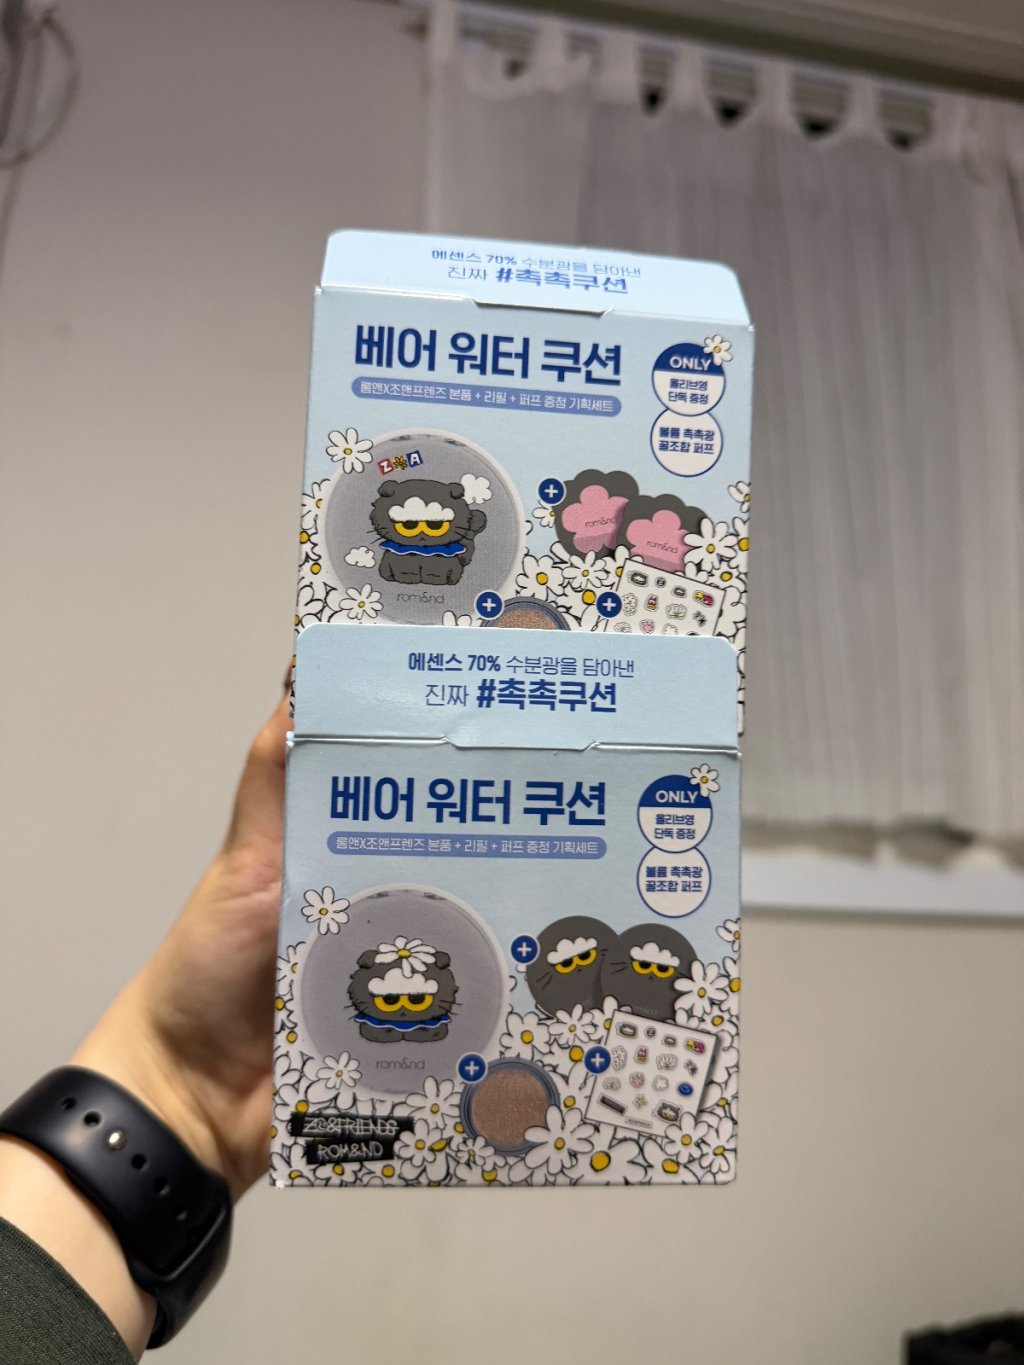 에센스 70% 수분광을 담아낸
진짜 #촉촉쿠션
베어 워터 쿠션
롬앤X조앤프렌즈 본품 + 리필 + 퍼프 증정 기획세트
ONLY
올리브영
단독 증정
볼륨 촉촉광
꿀조합 퍼프
Z A
rom&nd
rom&nd
rom&nd
에센스 70% 수분광을 담아낸
진짜 #촉촉쿠션
베어 워터 쿠션
롬앤X조앤프렌즈 본품 + 리필 + 퍼프 증정 기획세트
ONLY
올리브영
단독 증정
볼륨 촉촉광
꿀조합 퍼프
rom&nd
ZO&FRIENDS
ROM&ND